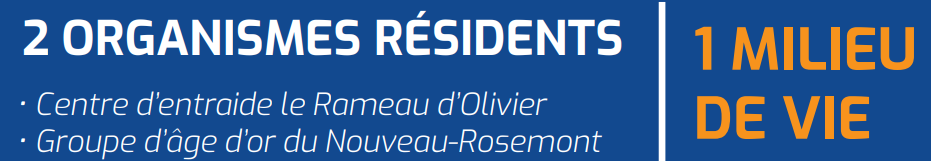 2 ORGANISMES RÉSIDENTS
· Centre d'entraide le Rameau d'Olivier
· Groupe d'âge d'or du Nouveau-Rosemont
1 MILIEU
DE VIE